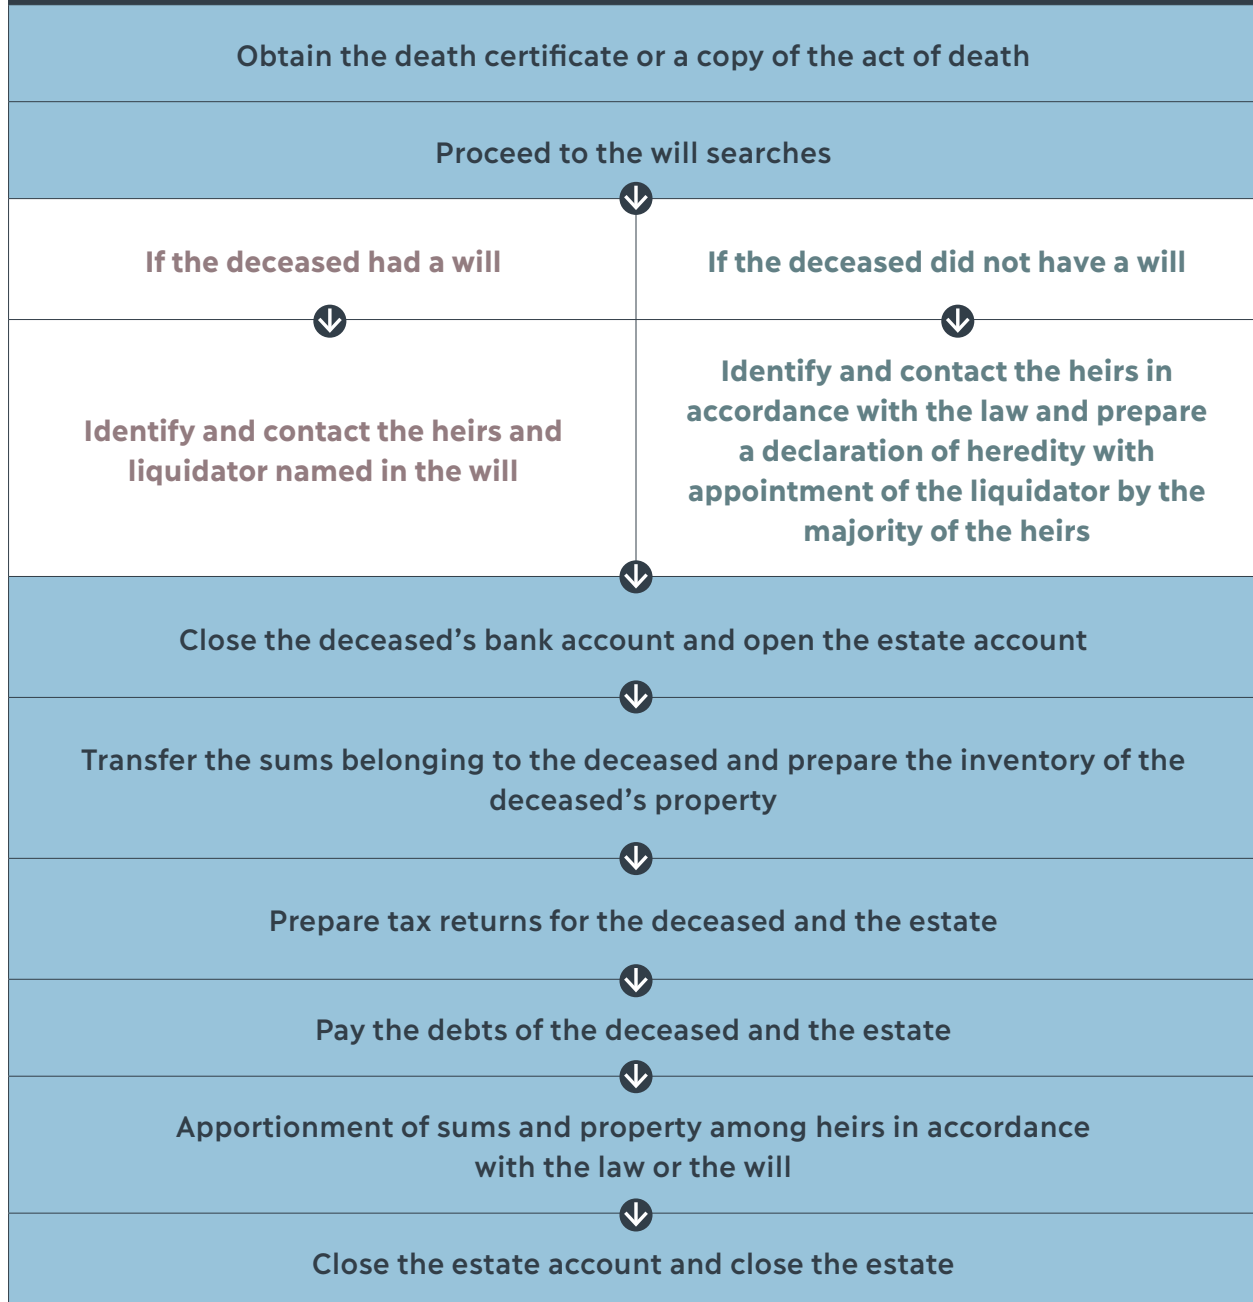 Obtain the death certificate or a copy of the act of death
Proceed to the will searches
If the deceased had a will
If the deceased did not have a will
Identify and contact the heirs and
liquidator named in the will
Identify and contact the heirs in
accordance with the law and prepare
a declaration of heredity with
appointment of the liquidator by the
majority of the heirs
Close the deceased’s bank account and open the estate account
Transfer the sums belonging to the deceased and prepare the inventory of the
deceased’s property
Prepare tax returns for the deceased and the estate
Pay the debts of the deceased and the estate
Apportionment of sums and property among heirs in accordance
with the law or the will
Close the estate account and close the estate